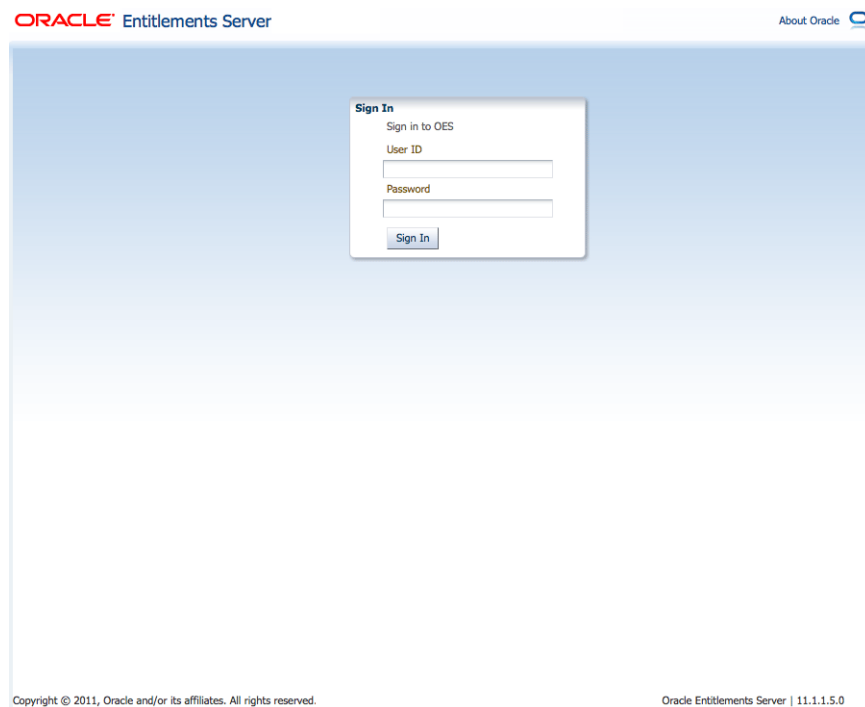 ORACLE Entitlements Server
About Oracle
Sign In
Sign in to OES
User ID
Password
Sign In
Copyright © 2011, Oracle and/or its affiliates. All rights reserved.
Oracle Entitlements Server | 11.1.1.5.0